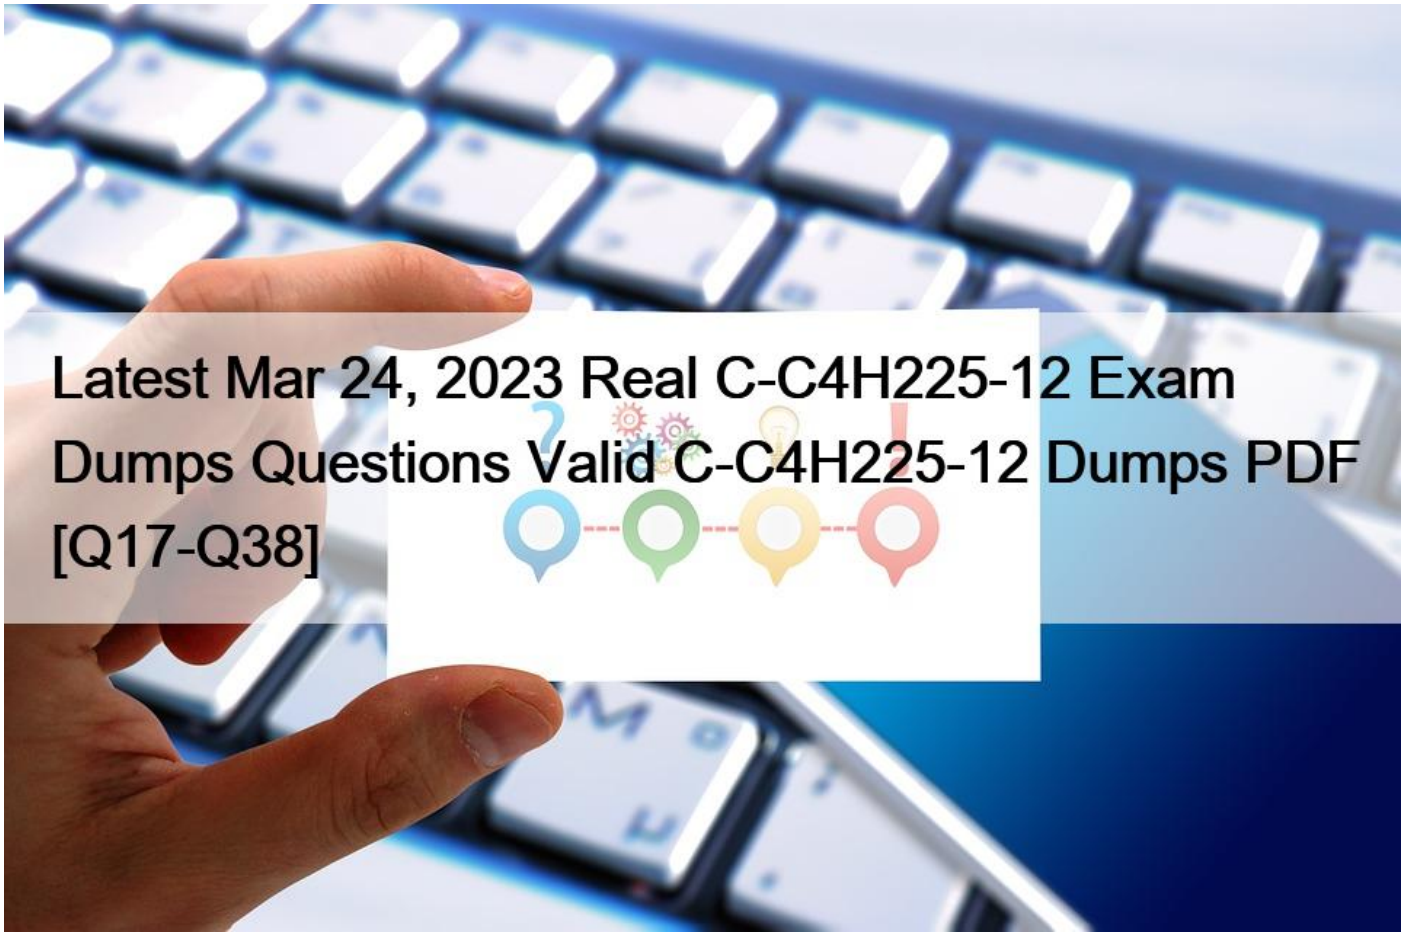 Latest Mar 24, 2023 Real C-C4H225-12 Exam
Dumps Questions Valid C-C4H225-12 Dumps PDF
[Q17-Q38]
M
µ